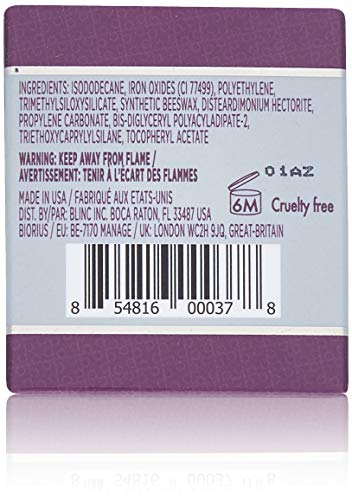 INGREDIENTS: ISODODECANE, IRON OXIDES (CI 77499), POLYETHYLENE,
TRIMETHYLSILOXYSILICATE, SYNTHETIC BEESWAX, DISTEARDIMONIUM HECTORITE,
PROPYLENE CARBONATE, BIS-DIGLYCERYL POLYACYLADIPATE-2,
TRIETHOXYCAPRYLYLSILANE, TOCOPHERYL ACETATE
WARNING: KEEP AWAY FROM FLAME /
AVERTISSEMENT: TENIR À L'ÉCART DES FLAMMES
01AZ
MADE IN USA / FABRIQUÉ AUX ETATS-UNIS
DIST. BY/PAR: BLINC INC. BOCA RATON, FL 33487 USA
BIORIUS / EU: BE-7170 MANAGE / UK: LONDON WC2H 9JQ, GREAT-BRITAIN
6M
Cruelty free
8 54816 00037 8